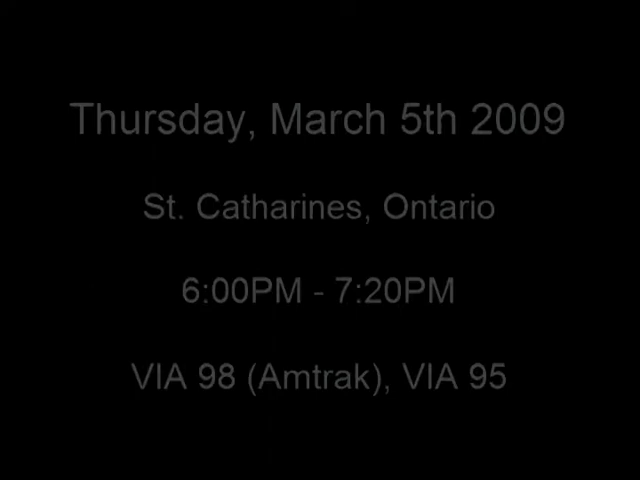 Thursday, March 5th 2009
St. Catharines, Ontario
6:00PM - 7:20PM
VIA 98 (Amtrak), VIA 95